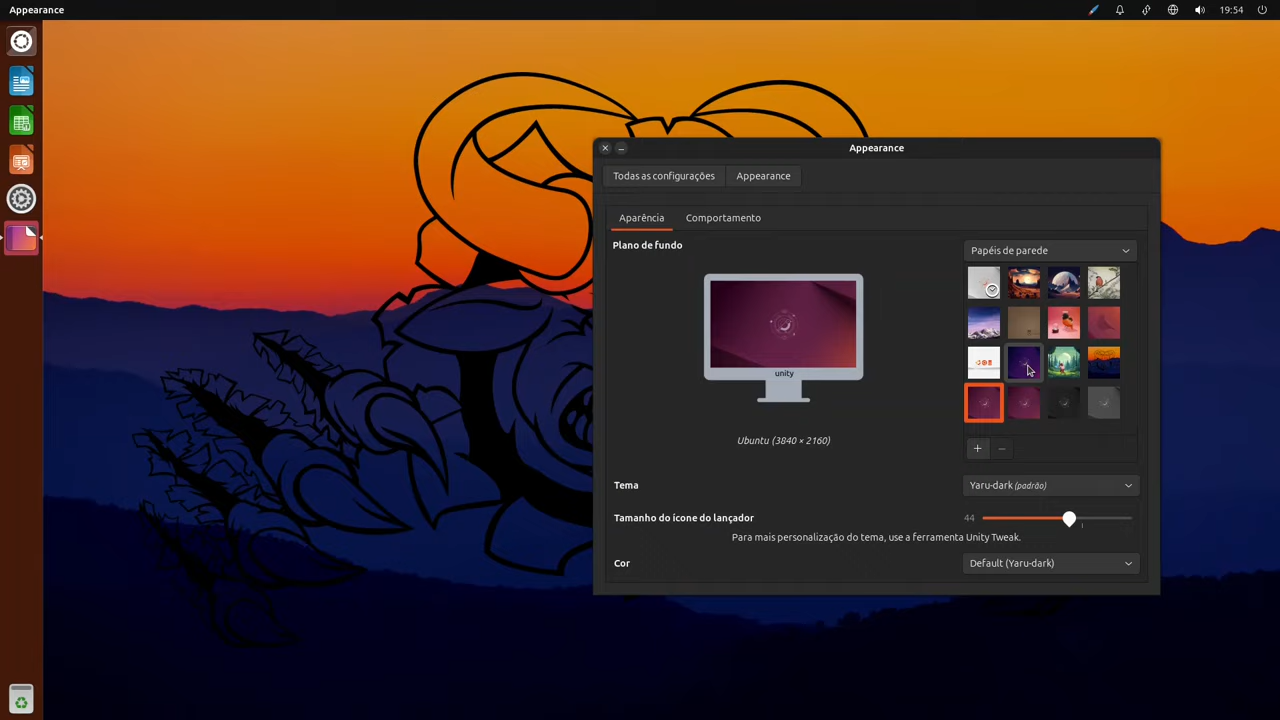 Appearance
19:54
Appearance
Todas as configurações
Appearance
Aparência
Comportamento
Plano de fundo
Papéis de parede
unity
Ubuntu (3840 × 2160)
Tema
Yaru-dark (padrão)
Tamanho do ícone do lançador
44
Para mais personalização do tema, use a ferramenta Unity Tweak.
Cor
Default (Yaru-dark)